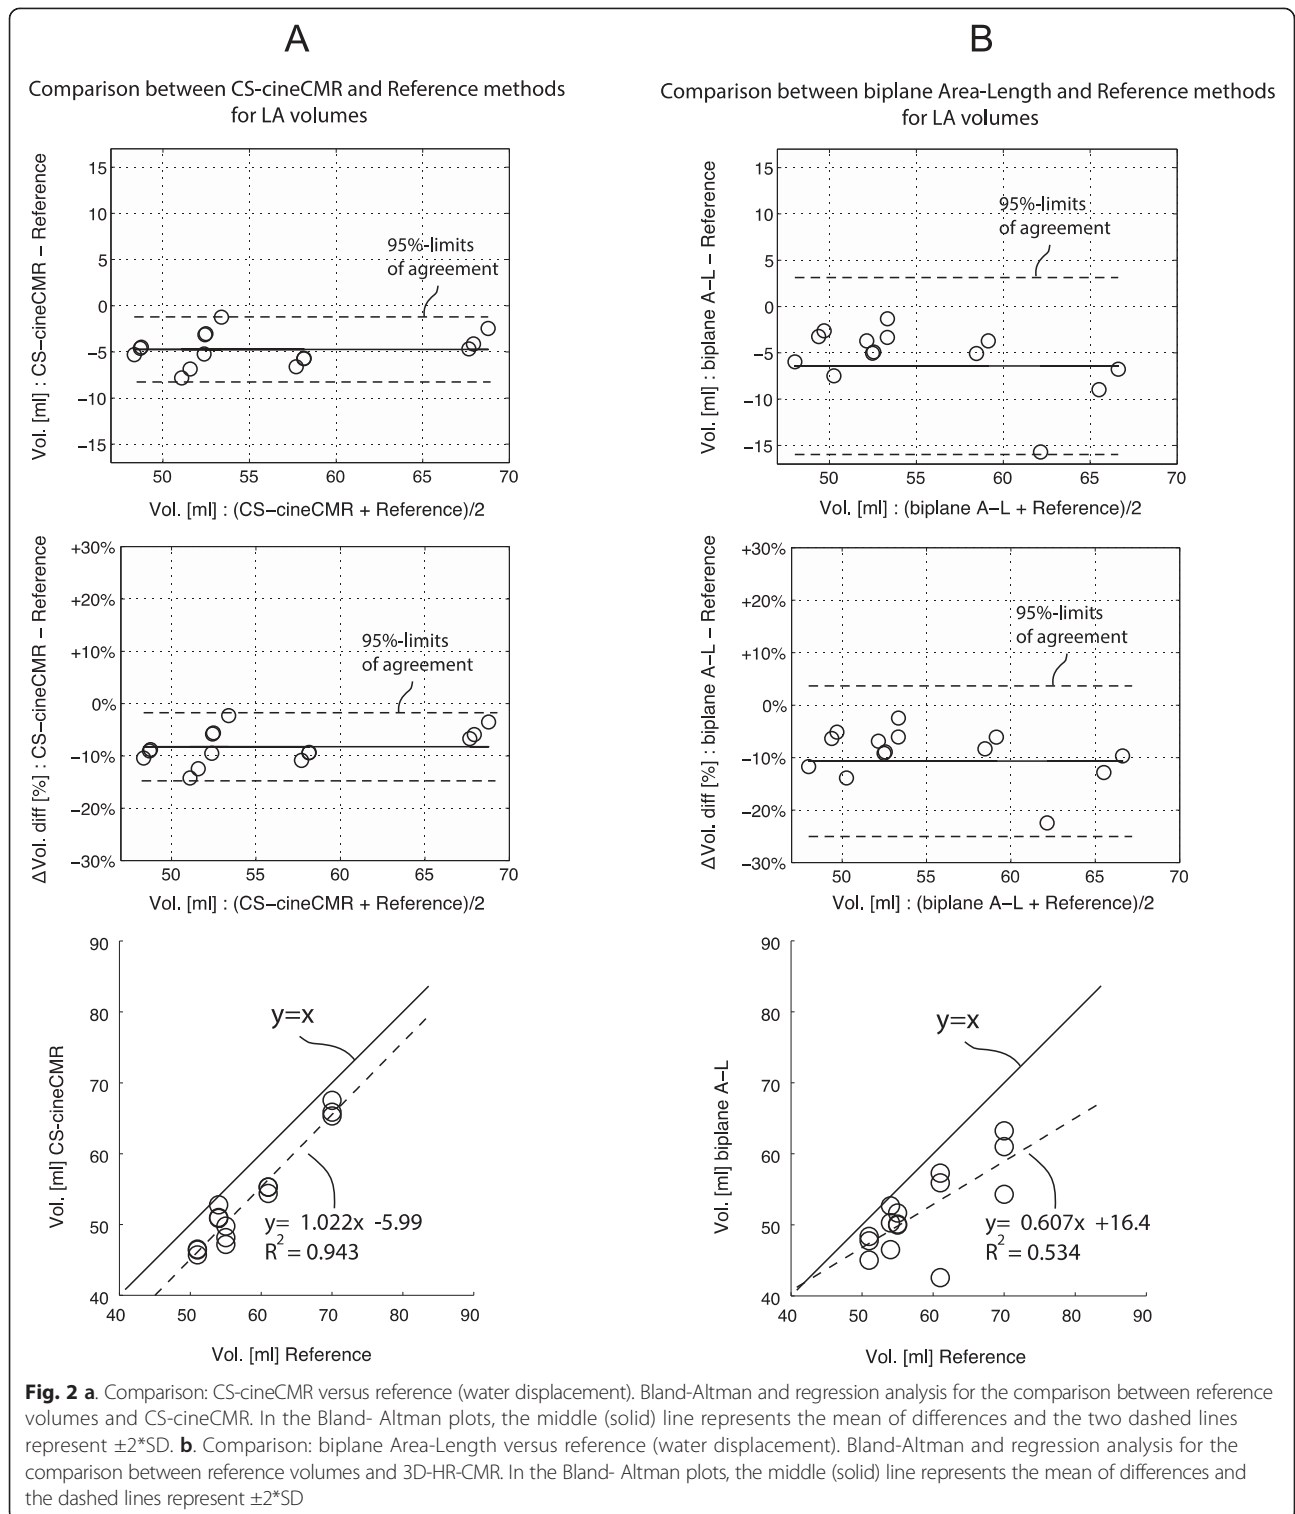 A
Comparison between CS-cineCMR and Reference methods
for LA volumes
Vol. [ml] : CS−cineCMR − Reference
15
10
5
0
−5
−10
−15
95%-limits
of agreement
50
55
60
65
70
Vol. [ml] : (CS−cineCMR + Reference)/2
ΔVol. diff [%] : CS−cineCMR − Reference
+30%
+20%
+10%
0%
−10%
−20%
−30%
95%-limits
of agreement
50
55
60
65
70
Vol. [ml] : (CS−cineCMR + Reference)/2
Vol. [ml] CS-cineCMR
90
80
70
60
50
40
y=x
y= 1.022x -5.99
R2 = 0.943
40
50
60
70
80
90
Vol. [ml] Reference
B
Comparison between biplane Area-Length and Reference methods
for LA volumes
Vol. [ml] : biplane A−L − Reference
15
10
5
0
−5
−10
−15
95%-limits
of agreement
50
55
60
65
70
Vol. [ml] : (biplane A−L + Reference)/2
ΔVol. diff [%] : biplane A−L − Reference
+30%
+20%
+10%
0%
−10%
−20%
−30%
95%-limits
of agreement
50
55
60
65
70
Vol. [ml] : (biplane A−L + Reference)/2
Vol. [ml] biplane A−L
90
80
70
60
50
40
y=x
y= 0.607x +16.4
R2 = 0.534
40
50
60
70
80
90
Vol. [ml] Reference
Fig. 2 a. Comparison: CS-cineCMR versus reference (water displacement). Bland-Altman and regression analysis for the comparison between reference
volumes and CS-cineCMR. In the Bland- Altman plots, the middle (solid) line represents the mean of differences and the two dashed lines
represent ±2*SD. b. Comparison: biplane Area-Length versus reference (water displacement). Bland-Altman and regression analysis for the
comparison between reference volumes and 3D-HR-CMR. In the Bland- Altman plots, the middle (solid) line represents the mean of differences and
the dashed lines represent ±2*SD